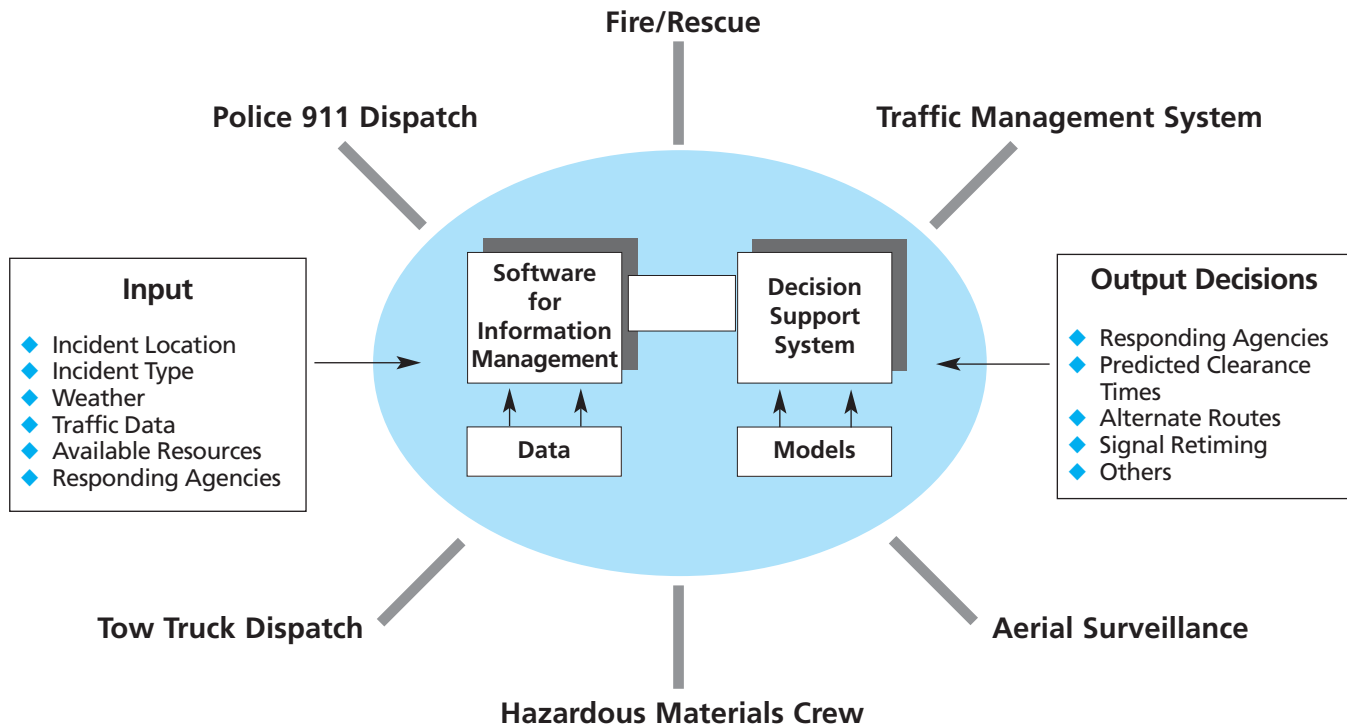 Fire/Rescue
Police 911 Dispatch
Traffic Management System
Input
◆ Incident Location
◆ Incident Type
◆ Weather
◆ Traffic Data
◆ Available Resources
◆ Responding Agencies
Software
for
Information
Management
Data
Decision
Support
System
Models
Output Decisions
◆ Responding Agencies
◆ Predicted Clearance
Times
◆ Alternate Routes
◆ Signal Retiming
◆ Others
Tow Truck Dispatch
Aerial Surveillance
Hazardous Materials Crew